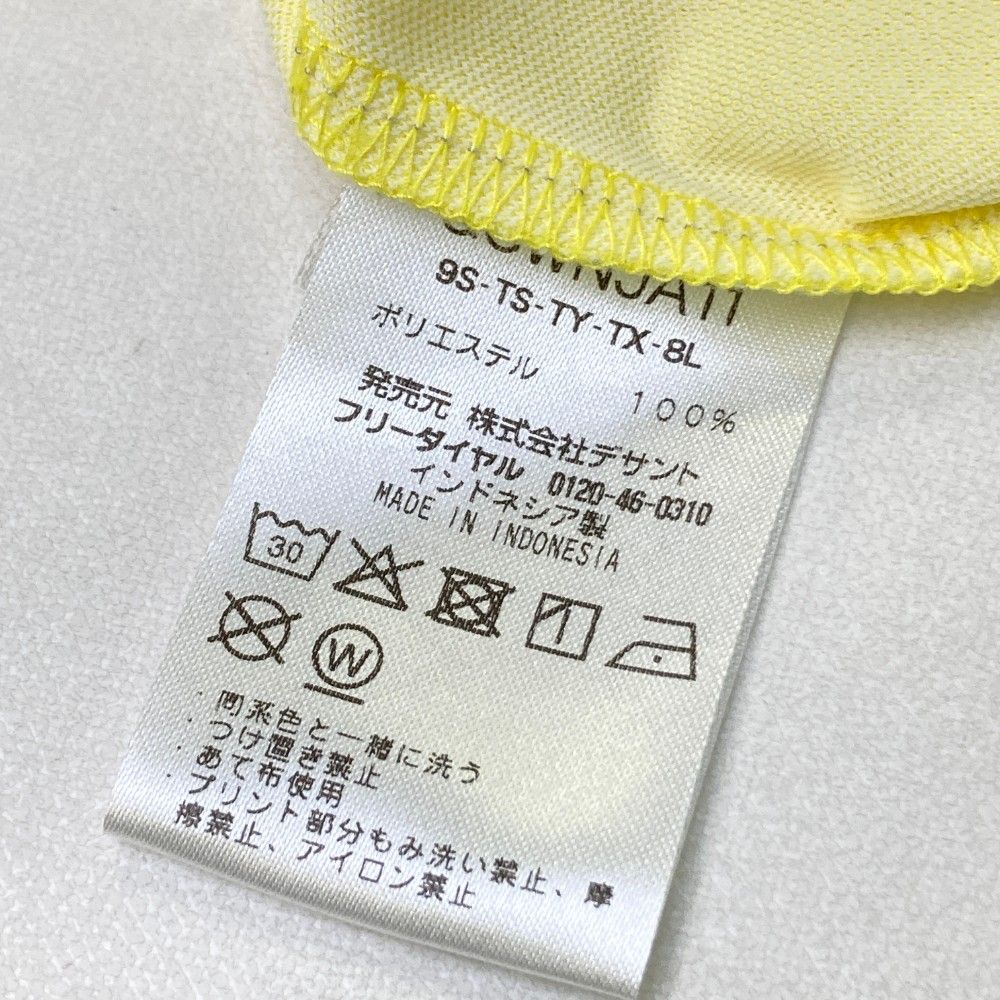 9S-TS-TY-TX-8L
ポリエステル 100%
発売元 株式会社デサント
フリーダイヤル 0120-46-0310
インドネシア製
MADE IN INDONESIA
30
W
・同系色と一緒に洗う
・つけ置き禁止
・あて布使用
・プリント部分もみ洗い禁止、摩
擦禁止、アイロン禁止